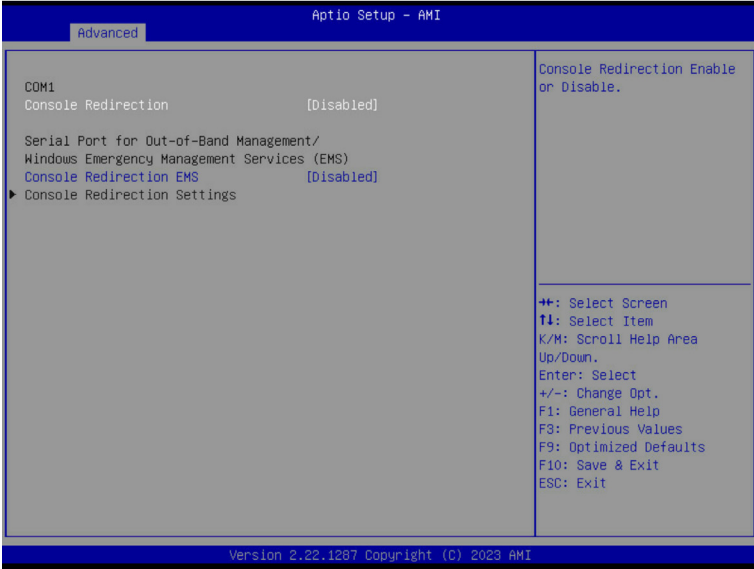 Aptio Setup - AMI
Advanced
COM1
Console Redirection [Disabled]
Serial Port for Out-of-Band Management/
Windows Emergency Management Services (EMS)
Console Redirection EMS [Disabled]
Console Redirection Settings
Console Redirection Enable
or Disable.
→←: Select Screen
↑↓: Select Item
K/M: Scroll Help Area
Up/Down.
Enter: Select
+/-: Change Opt.
F1: General Help
F3: Previous Values
F9: Optimized Defaults
F10: Save & Exit
ESC: Exit
Version 2.22.1287 Copyright (C) 2023 AMI